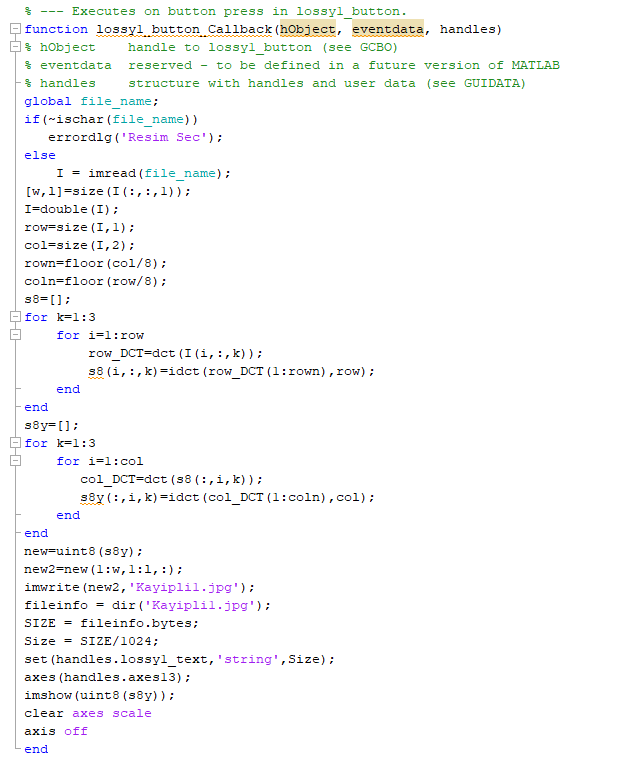 % --- Executes on button press in lossy1_button.
function lossy1_button_Callback(hObject, eventdata, handles)
% hObject    handle to lossy1_button (see GCBO)
% eventdata  reserved - to be defined in a future version of MATLAB
% handles    structure with handles and user data (see GUIDATA)
global file_name;
if(~ischar(file_name))
   errordlg('Resim Sec');
else
    I = imread(file_name);
[w,l]=size(I(:,:,1));
I=double(I);
row=size(I,1);
col=size(I,2);
rown=floor(col/8);
coln=floor(row/8);
s8=[];
for k=1:3
    for i=1:row
        row_DCT=dct(I(i,:,k));
        s8(i,:,k)=idct(row_DCT(1:rown),row);
    end
end
s8y=[];
for k=1:3
    for i=1:col
       col_DCT=dct(s8(:,i,k));
       s8y(:,i,k)=idct(col_DCT(1:coln),col);
    end
end
new=uint8(s8y);
new2=new(1:w,1:l,:);
imwrite(new2,'Kayipli1.jpg');
fileinfo = dir('Kayipli1.jpg');
SIZE = fileinfo.bytes;
Size = SIZE/1024;
set(handles.lossy1_text,'string',Size);
axes(handles.axes13);
imshow(uint8(s8y));
clear axes scale
axis off
end